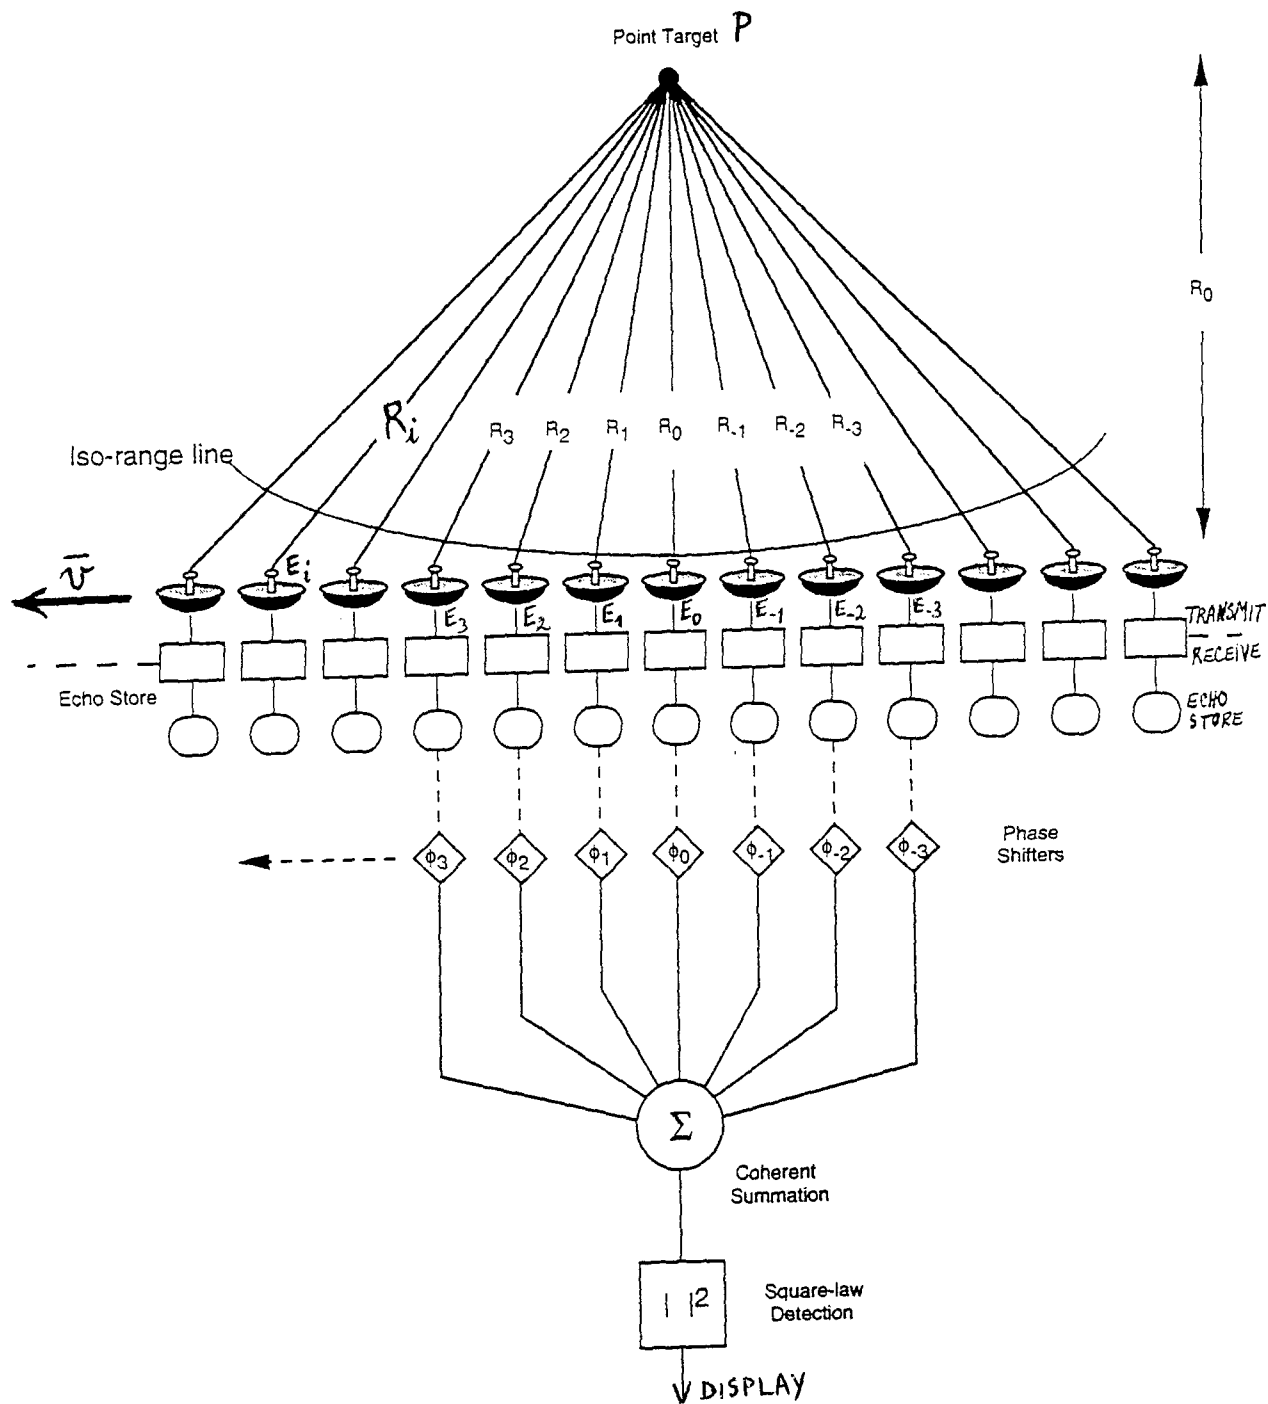 Point Target P
R0
Ri
R3 R2 R1 R0 R-1 R-2 R-3
Iso-range line
v̄
Ei
E3 E2 E1 E0 E-1 E-2 E-3
TRANSMIT
RECEIVE
Echo Store
ECHO
STORE
Phase
Shifters
ϕ3 ϕ2 ϕ1 ϕ0 ϕ-1 ϕ-2 ϕ-3
Σ
Coherent
Summation
| |2
Square-law
Detection
DISPLAY